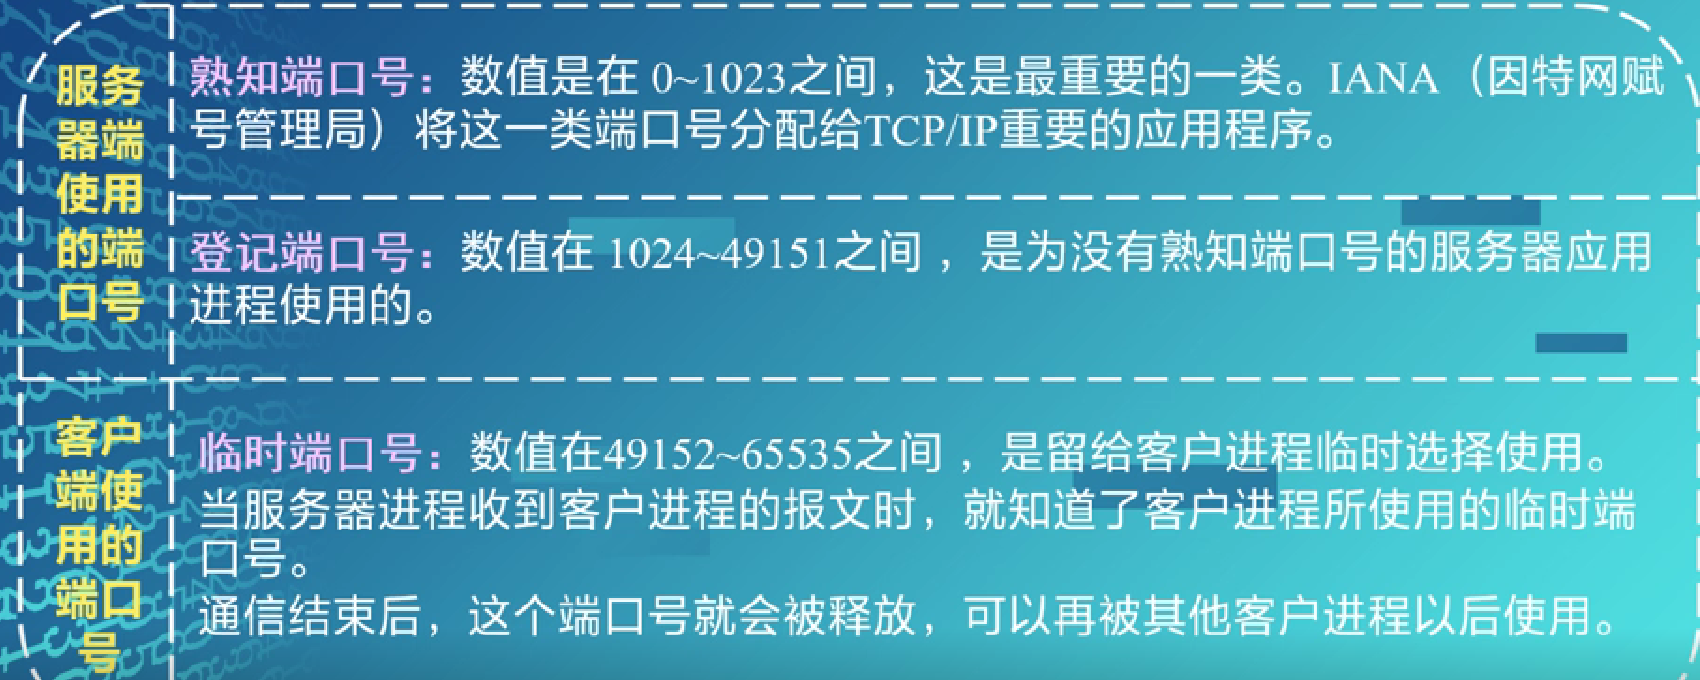 服务
器端
使用
的端
口号
熟知端口号：数值是在 0~1023之间，这是最重要的一类。IANA（因特网赋
号管理局）将这一类端口号分配给TCP/IP重要的应用程序。
登记端口号：数值在 1024~49151之间 ，是为没有熟知端口号的服务器应用
进程使用的。
客户
端使
用的
端口
号
临时端口号：数值在49152~65535之间 ，是留给客户进程临时选择使用。
当服务器进程收到客户进程的报文时，就知道了客户进程所使用的临时端
口号。
通信结束后，这个端口号就会被释放，可以再被其他客户进程以后使用。